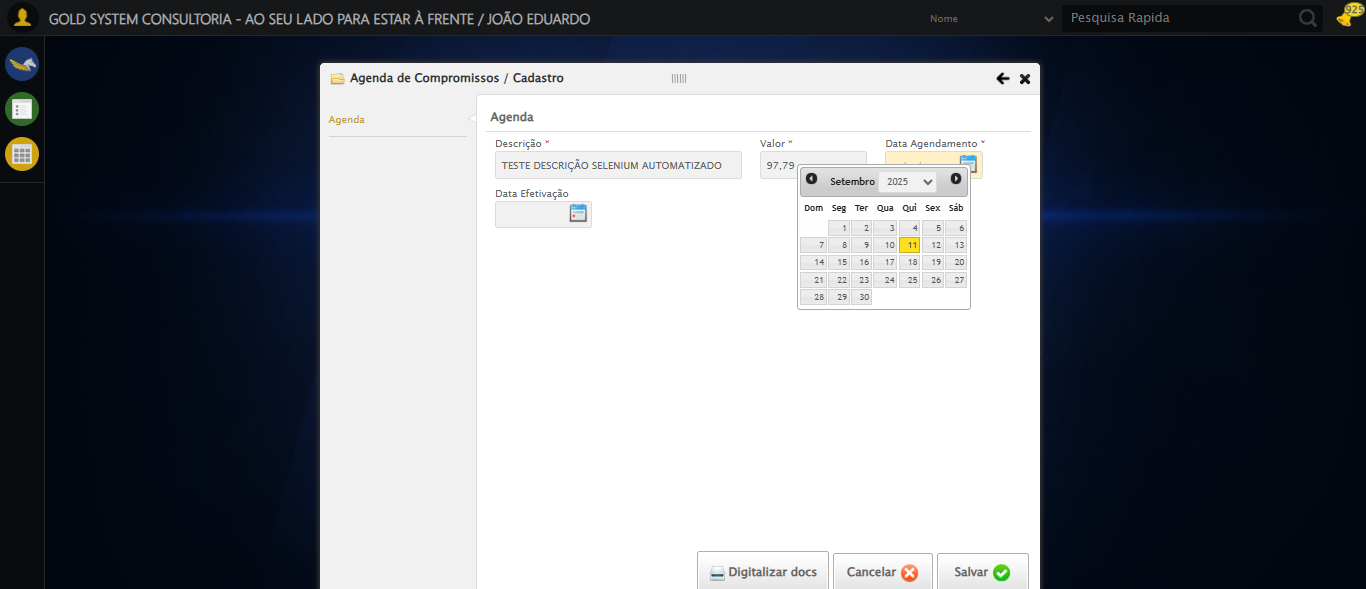 GOLD SYSTEM CONSULTORIA - AO SEU LADO PARA ESTAR À FRENTE / JOÃO EDUARDO
Nome
Pesquisa Rapida
925
Agenda de Compromissos / Cadastro
Agenda
Agenda
Descrição *
Valor *
Data Agendamento *
TESTE DESCRIÇÃO SELENIUM AUTOMATIZADO
97,79
Data Efetivação
Setembro 2025
Dom Seg Ter Qua Qui Sex Sáb
1 2 3 4 5 6
7 8 9 10 11 12 13
14 15 16 17 18 19 20
21 22 23 24 25 26 27
28 29 30
Digitalizar docs
Cancelar
Salvar